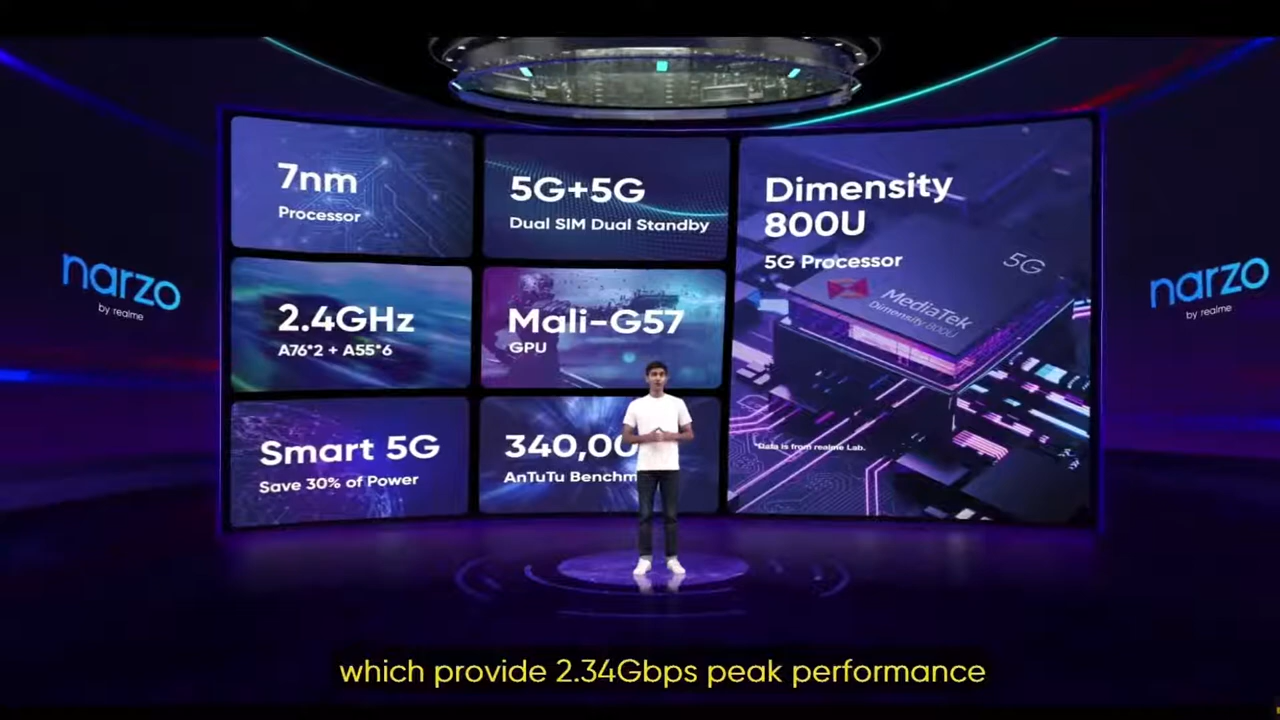 7nm
Processor
5G+5G
Dual SIM Dual Standby
Dimensity
800U
5G Processor
5G
MediaTek
Dimensity 800U
narzo
by realme
narzo
by realme
2.4GHz
A76*2 + A55*6
Mali-G57
GPU
Smart 5G
Save 30% of Power
340,00
AnTuTu Benchm
*Data is from realme Lab.
which provide 2.34Gbps peak performance